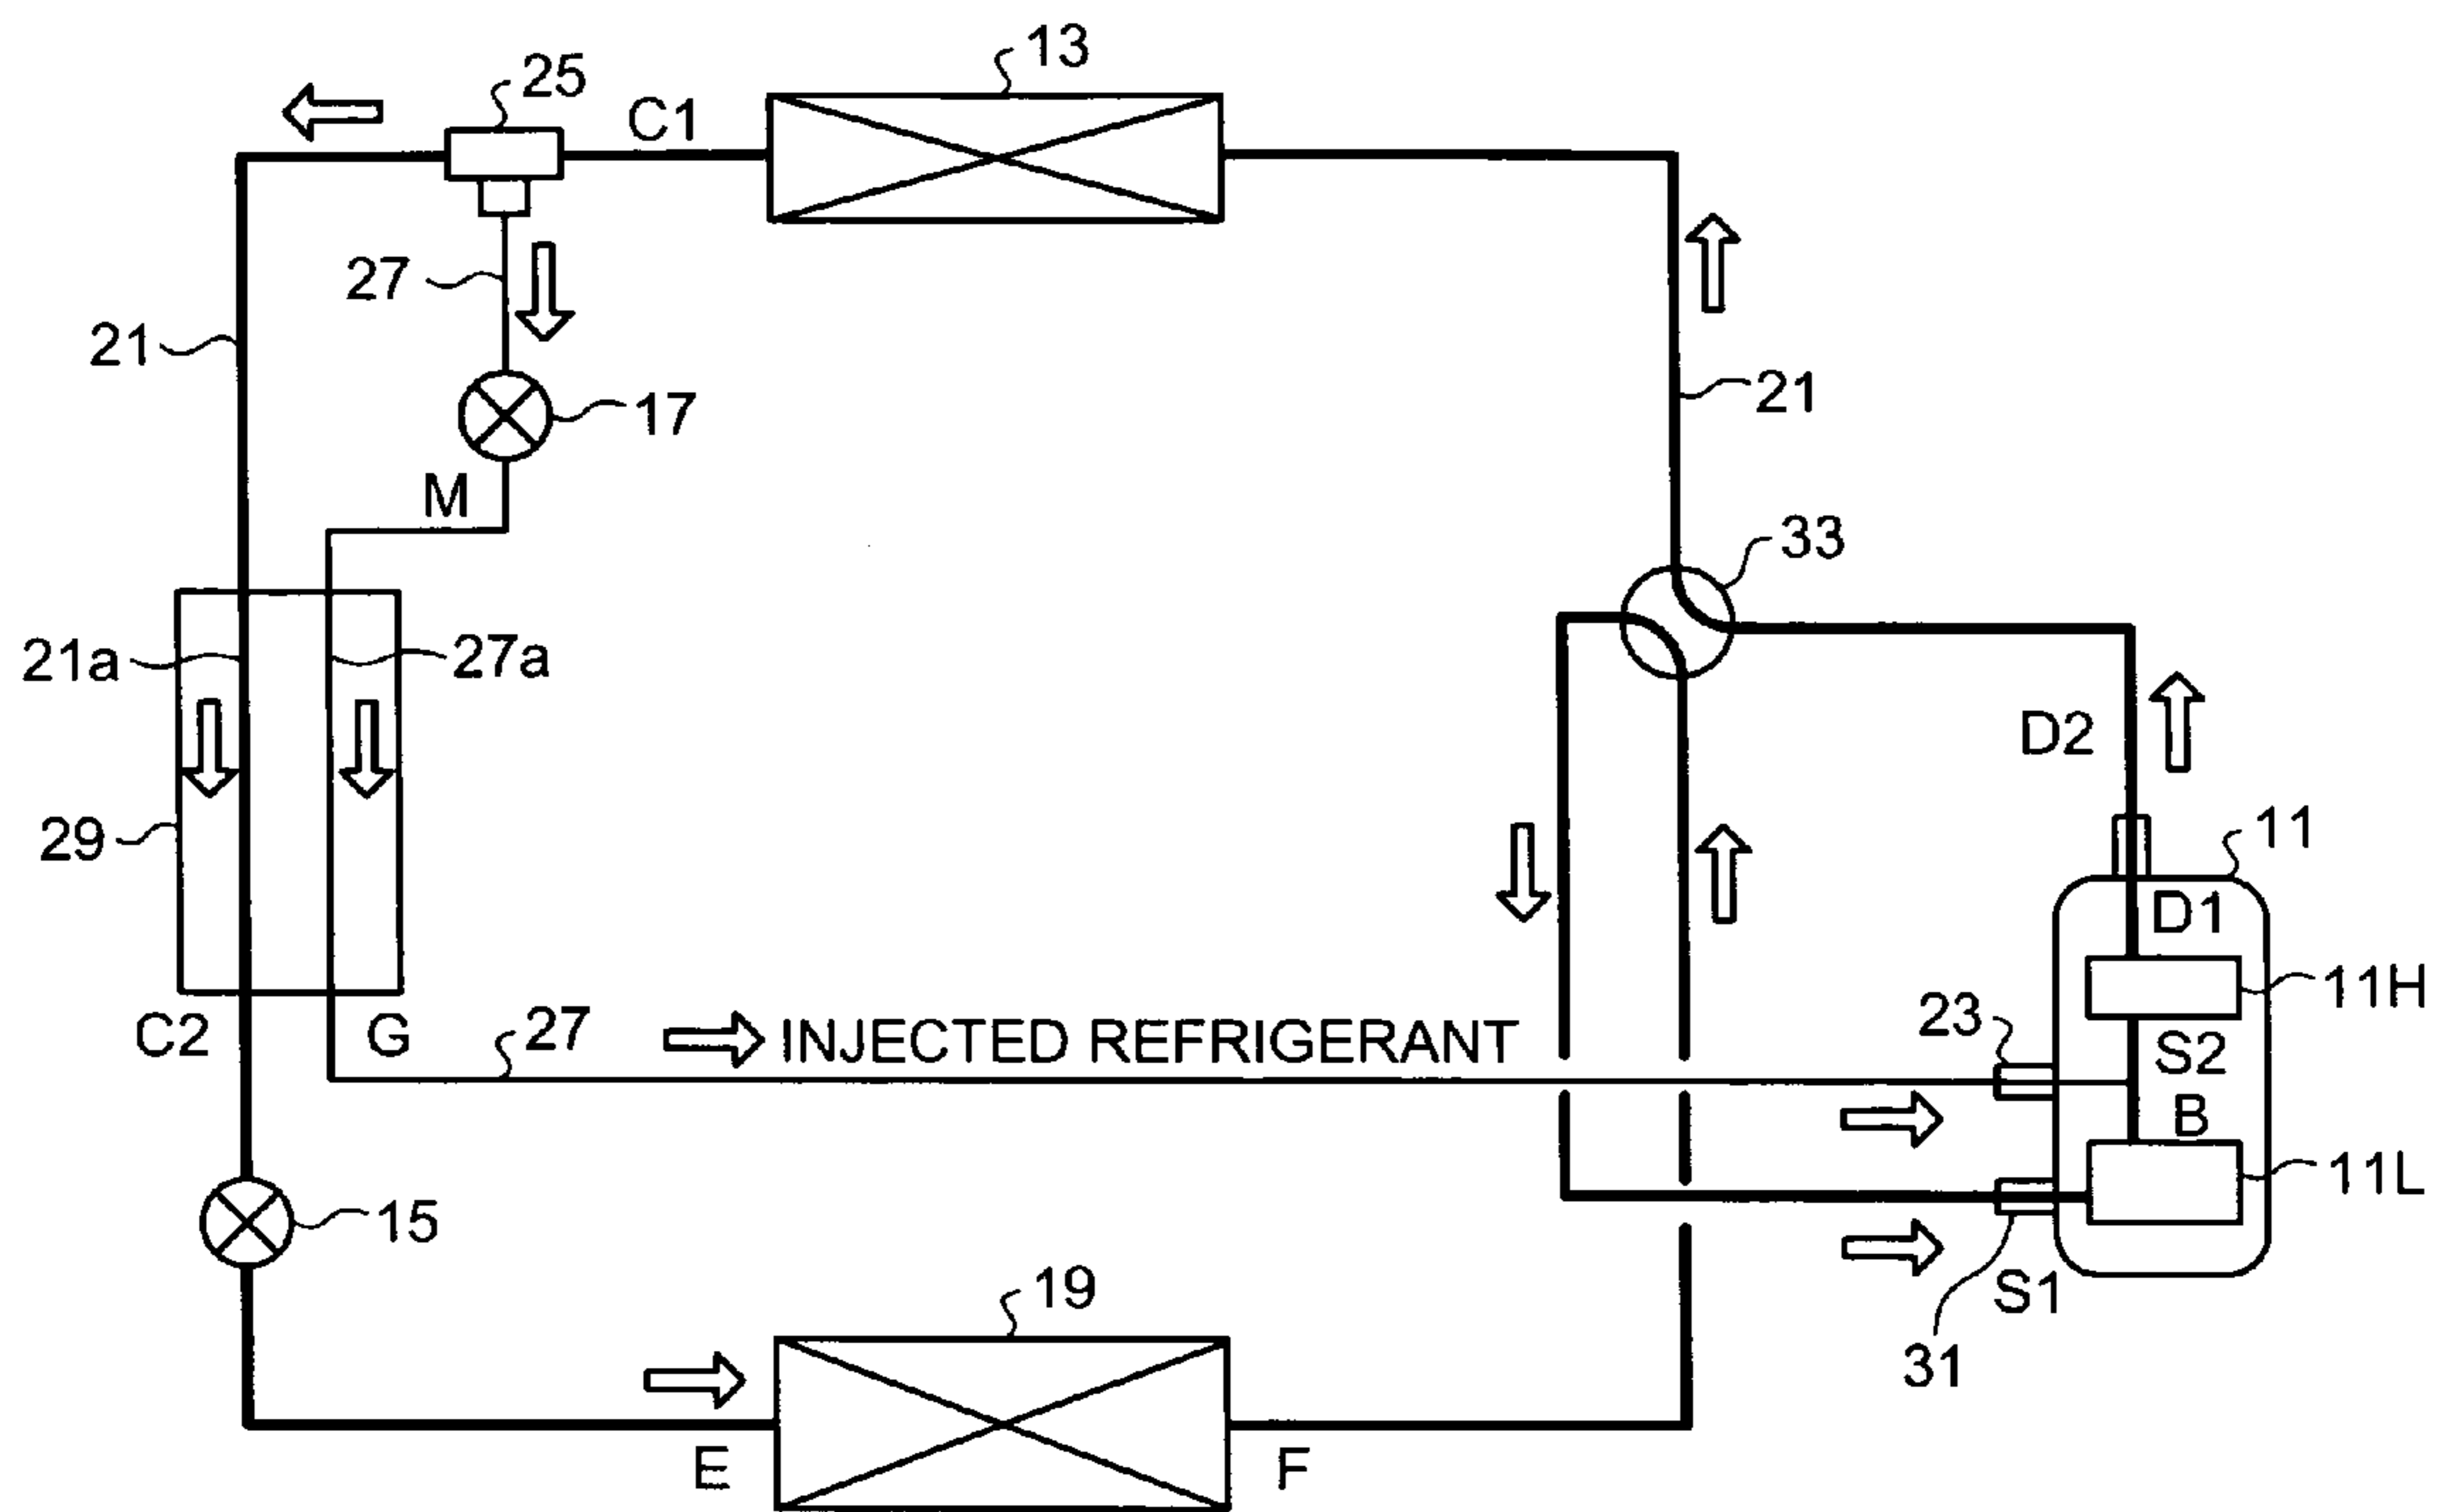 13
25
C1
27
21
17
21
M
33
21a
27a
D2
29
11
D1
11H
23
C2
G
27
INJECTED REFRIGERANT
S2
B
11L
15
19
S1
31
E
F